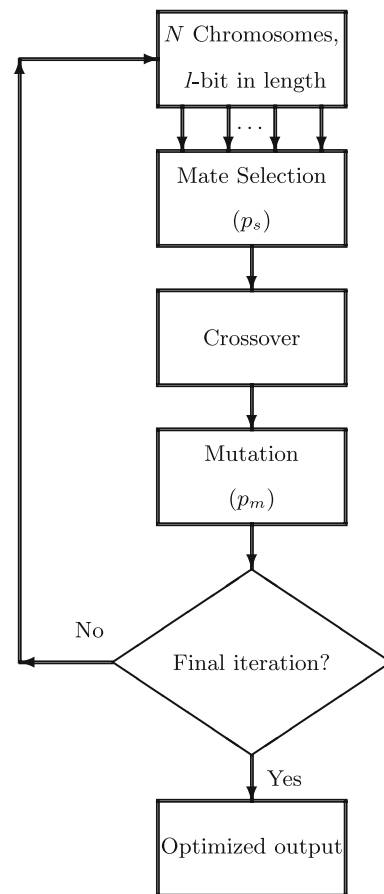 N Chromosomes,
l-bit in length
...
Mate Selection
(p_s)
Crossover
Mutation
(p_m)
No
Final iteration?
Yes
Optimized output